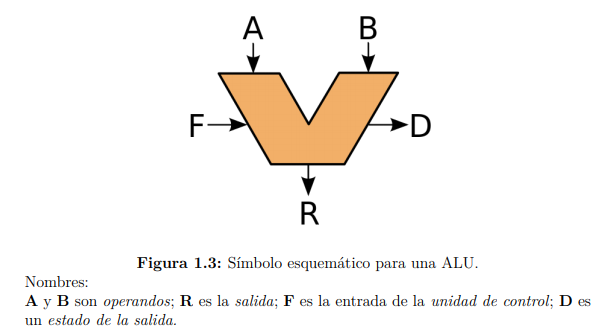 A B
F D
R
Figura 1.3: Símbolo esquemático para una ALU.
Nombres:
A y B son operandos; R es la salida; F es la entrada de la unidad de control; D es
un estado de la salida.